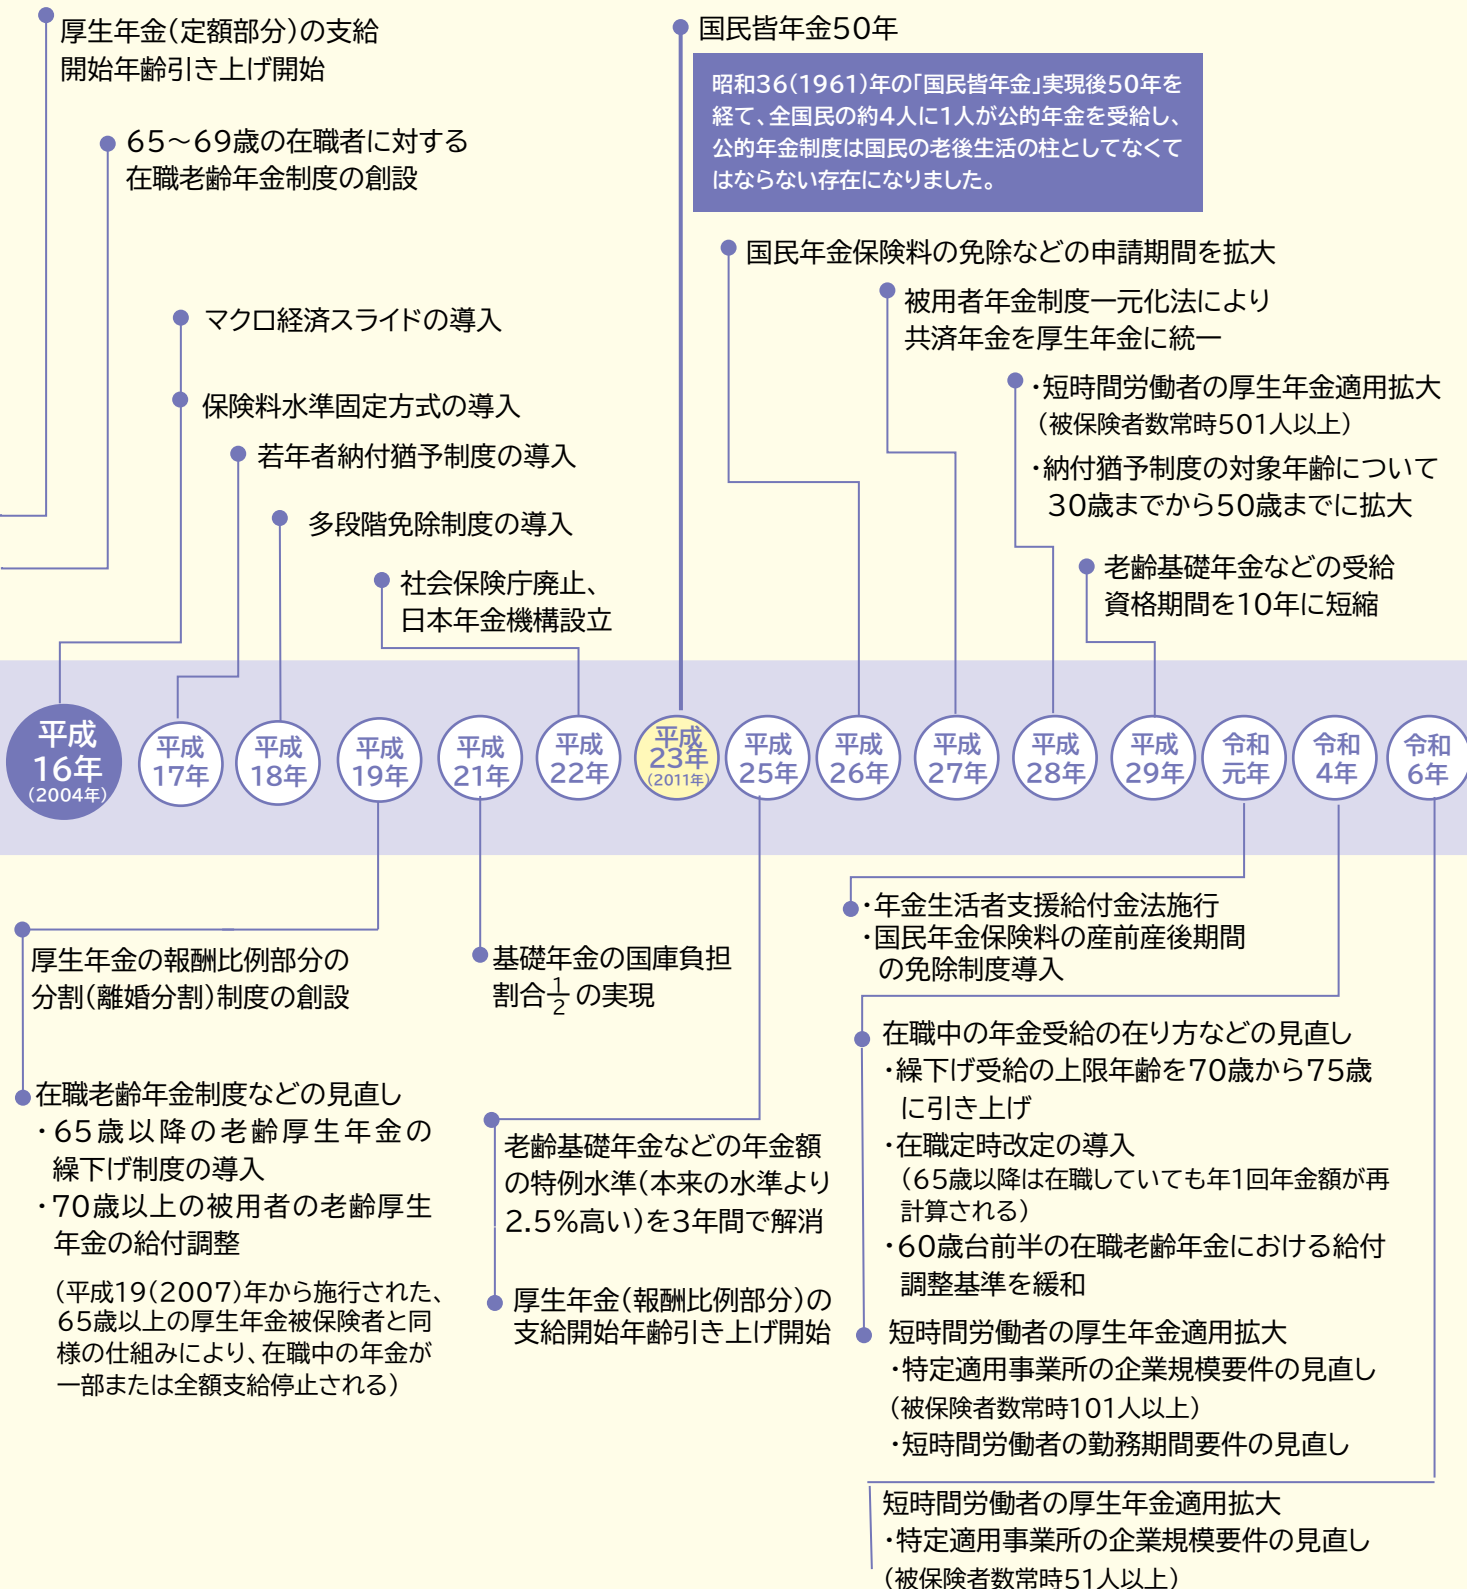 厚生年金（定額部分）の支給
開始年齢引き上げ開始
65〜69歳の在職者に対する
在職老齢年金制度の創設
マクロ経済スライドの導入
保険料水準固定方式の導入
若年者納付猶予制度の導入
多段階免除制度の導入
社会保険庁廃止、
日本年金機構設立
国民皆年金50年
昭和36（1961）年の「国民皆年金」実現後50年を
経て、全国民の約4人に1人が公的年金を受給し、
公的年金制度は国民の老後生活の柱としてなくて
はならない存在になりました。
国民年金保険料の免除などの申請期間を拡大
被用者年金制度一元化法により
共済年金を厚生年金に統一
・短時間労働者の厚生年金適用拡大
（被保険者数常時501人以上）
・納付猶予制度の対象年齢について
30歳までから50歳までに拡大
老齢基礎年金などの受給
資格期間を10年に短縮
平成
16年
（2004年）
平成
17年
平成
18年
平成
19年
平成
21年
平成
22年
平成
23年
（2011年）
平成
25年
平成
26年
平成
27年
平成
28年
平成
29年
令和
元年
令和
4年
令和
6年
厚生年金の報酬比例部分の
分割（離婚分割）制度の創設
在職老齢年金制度などの見直し
・65歳以降の老齢厚生年金の
繰下げ制度の導入
・70歳以上の被用者の老齢厚生
年金の給付調整
（平成19（2007）年から施行された、
65歳以上の厚生年金被保険者と同
様の仕組みにより、在職中の年金が
一部または全額支給停止される）
基礎年金の国庫負担
割合1/2の実現
老齢基礎年金などの年金額
の特例水準（本来の水準より
2.5%高い）を3年間で解消
厚生年金（報酬比例部分）の
支給開始年齢引き上げ開始
・年金生活者支援給付金法施行
・国民年金保険料の産前産後期間
の免除制度導入
在職中の年金受給の在り方などの見直し
・繰下げ受給の上限年齢を70歳から75歳
に引き上げ
・在職定時改定の導入
（65歳以降は在職していても年1回年金額が再
計算される）
・60歳台前半の在職老齢年金における給付
調整基準を緩和
短時間労働者の厚生年金適用拡大
・特定適用事業所の企業規模要件の見直し
（被保険者数常時101人以上）
・短時間労働者の勤務期間要件の見直し
短時間労働者の厚生年金適用拡大
・特定適用事業所の企業規模要件の見直し
（被保険者数常時51人以上）